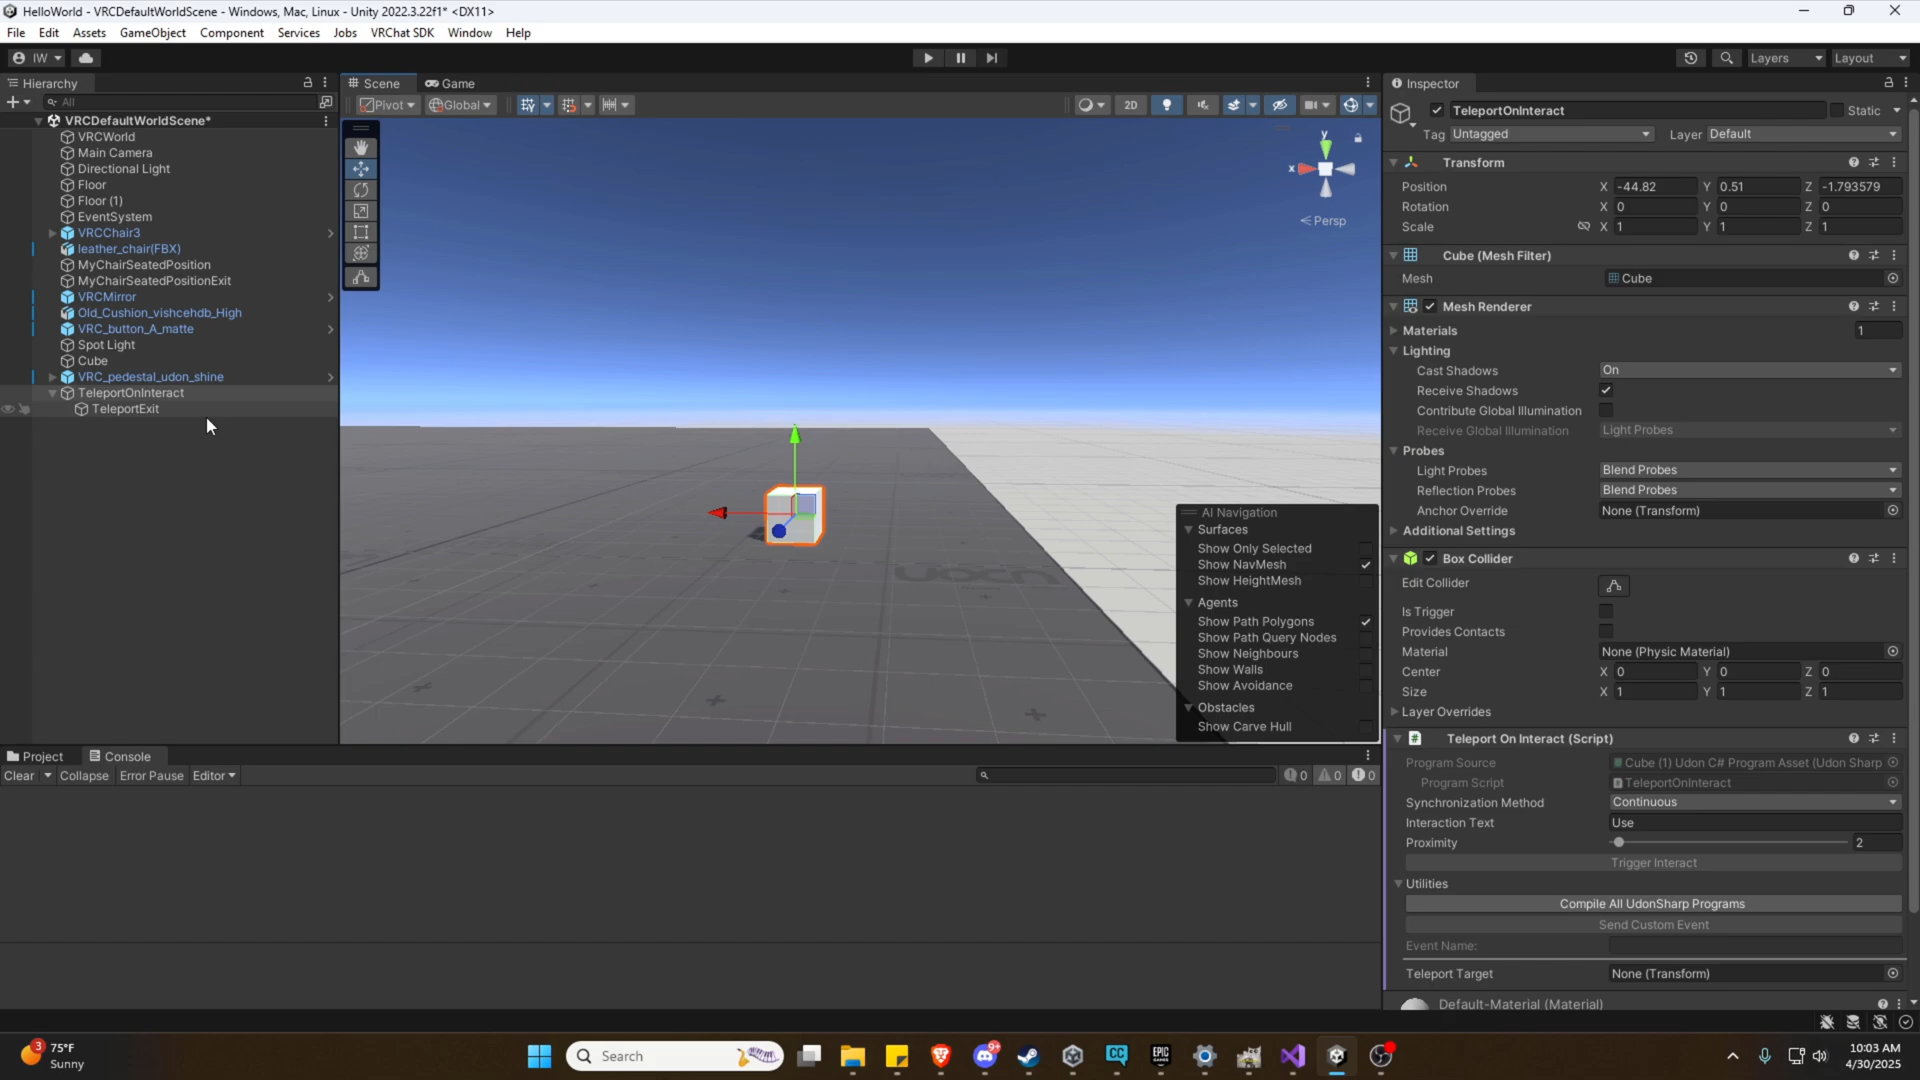 HelloWorld - VRCDefaultWorldScene - Windows, Mac, Linux - Unity 2022.3.22f1* <DX11>
File Edit Assets GameObject Component Services Jobs VRChat SDK Window Help
IW Layers Layout
Hierarchy
All
VRCDefaultWorldScene*
VRCWorld
Main Camera
Directional Light
Floor
Floor (1)
EventSystem
VRCChair3
leather_chair(FBX)
MyChairSeatedPosition
MyChairSeatedPositionExit
VRCMirror
Old_Cushion_vishcehdb_High
VRC_button_A_matte
Spot Light
Cube
VRC_pedestal_udon_shine
TeleportOnInteract
TeleportExit
Scene Game
Pivot Global 2D
y
x
Persp
UDON
AI Navigation
Surfaces
Show Only Selected
Show NavMesh
Show HeightMesh
Agents
Show Path Polygons
Show Path Query Nodes
Show Neighbours
Show Walls
Show Avoidance
Obstacles
Show Carve Hull
Project Console
Clear Collapse Error Pause Editor
0 0 0
Inspector
TeleportOnInteract Static
Tag Untagged Layer Default
Transform
Position X -44.82 Y 0.51 Z -1.793579
Rotation X 0 Y 0 Z 0
Scale X 1 Y 1 Z 1
Cube (Mesh Filter)
Mesh Cube
Mesh Renderer
Materials 1
Lighting
Cast Shadows On
Receive Shadows
Contribute Global Illumination
Receive Global Illumination Light Probes
Probes
Light Probes Blend Probes
Reflection Probes Blend Probes
Anchor Override None (Transform)
Additional Settings
Box Collider
Edit Collider
Is Trigger
Provides Contacts
Material None (Physic Material)
Center X 0 Y 0 Z 0
Size X 1 Y 1 Z 1
Layer Overrides
# Teleport On Interact (Script)
Program Source Cube (1) Udon C# Program Asset (Udon Sharp
Program Script TeleportOnInteract
Synchronization Method Continuous
Interaction Text Use
Proximity 2
Trigger Interact
Utilities
Compile All UdonSharp Programs
Send Custom Event
Event Name:
Teleport Target None (Transform)
Default-Material (Material)
3 75°F
Sunny
Search
9+
CC
EPIC
GAMES
10:03 AM
4/30/2025